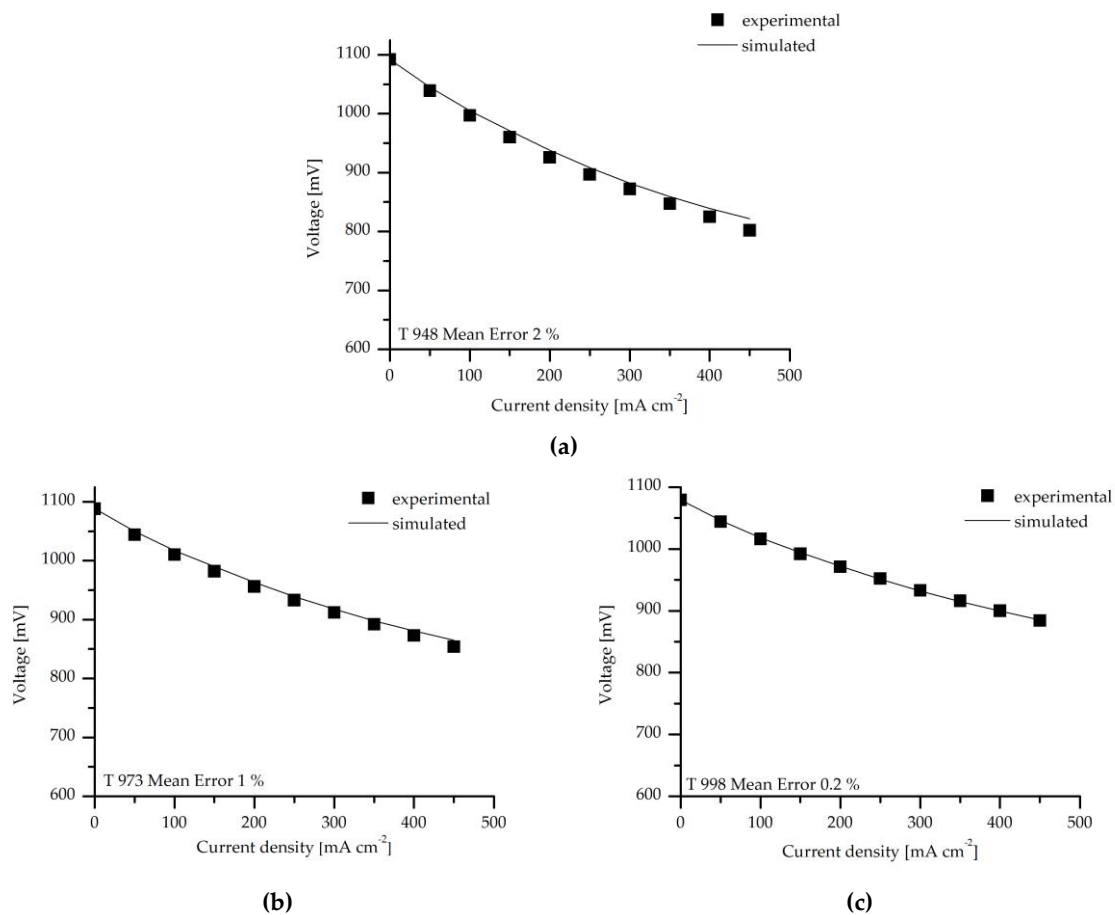 experimental
simulated
1100
1000
900
800
700
600
Voltage [mV]
T 948 Mean Error 2 %
0 100 200 300 400 500
Current density [mA cm-2]
(a)
experimental
simulated
1100
1000
900
800
700
600
Voltage [mV]
T 973 Mean Error 1 %
0 100 200 300 400 500
Current density [mA cm-2]
(b)
experimental
simulated
1100
1000
900
800
700
600
Voltage [mV]
T 998 Mean Error 0.2 %
0 100 200 300 400 500
Current density [mA cm-2]
(c)